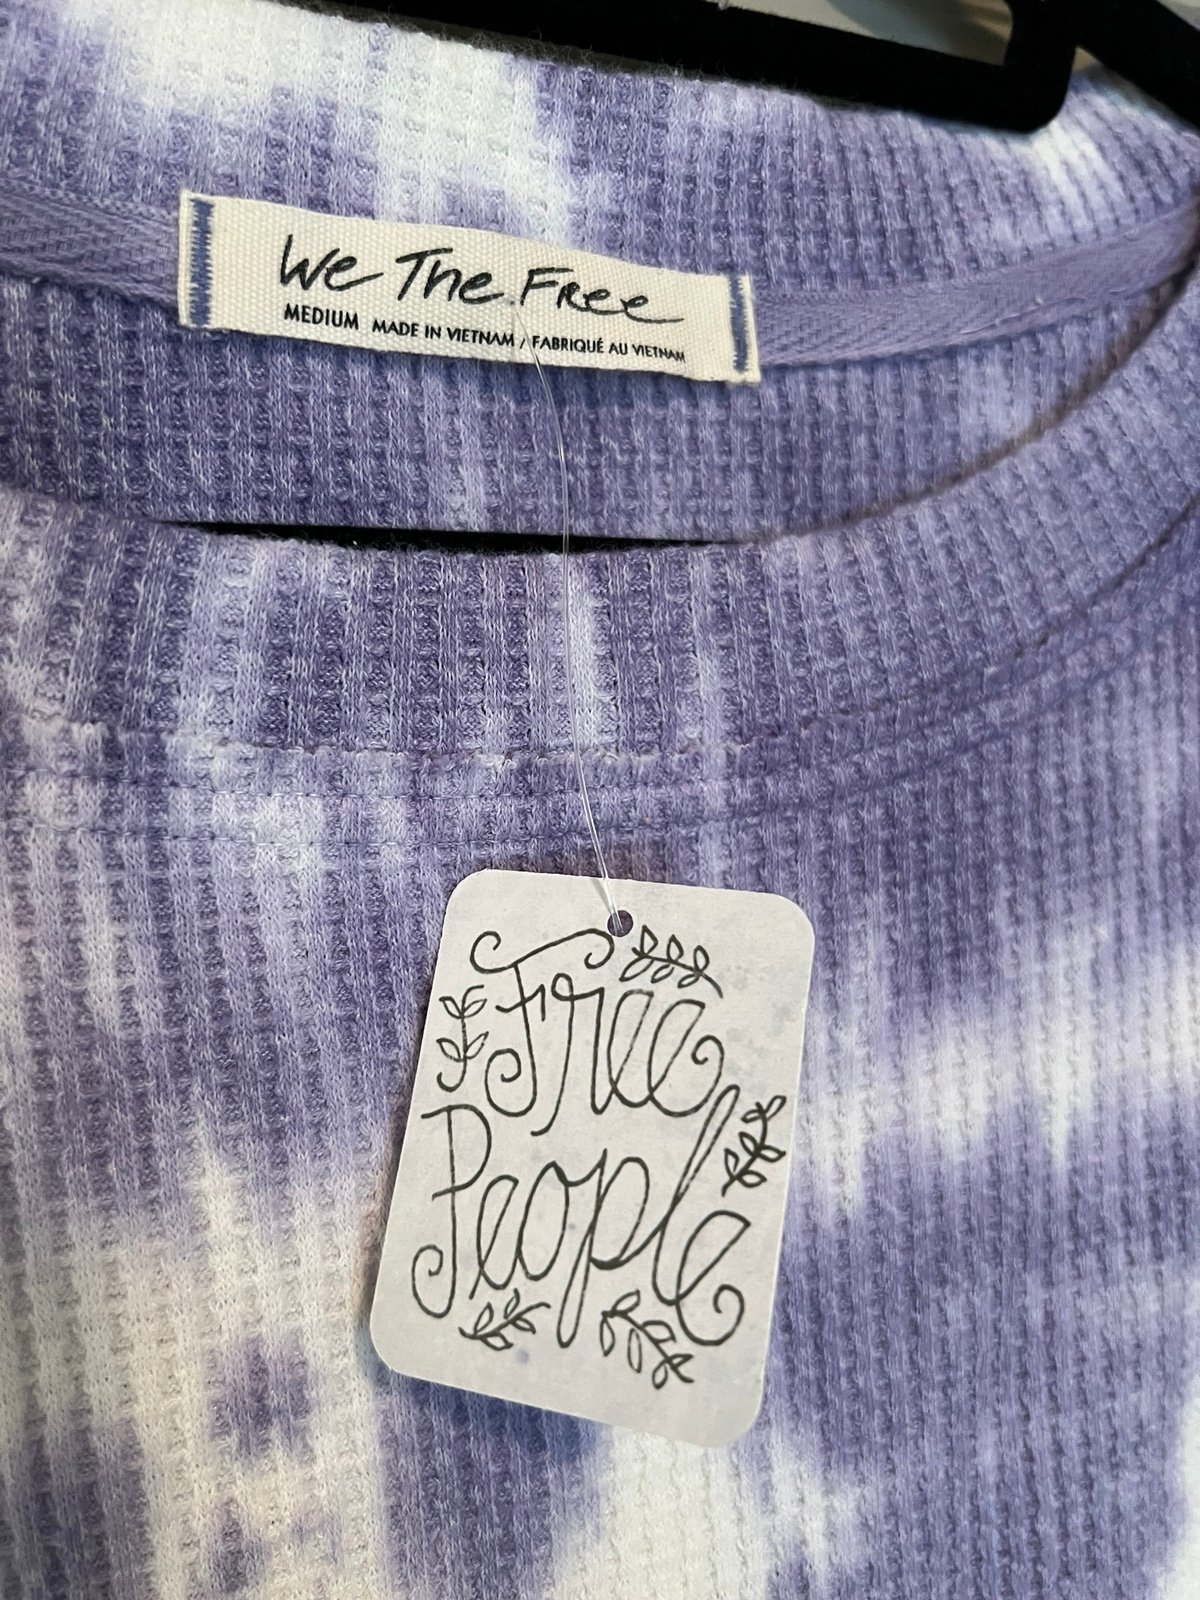 We The Free
MEDIUM MADE IN VIETNAM / FABRIQUÉ AU VIETNAM
Free
People